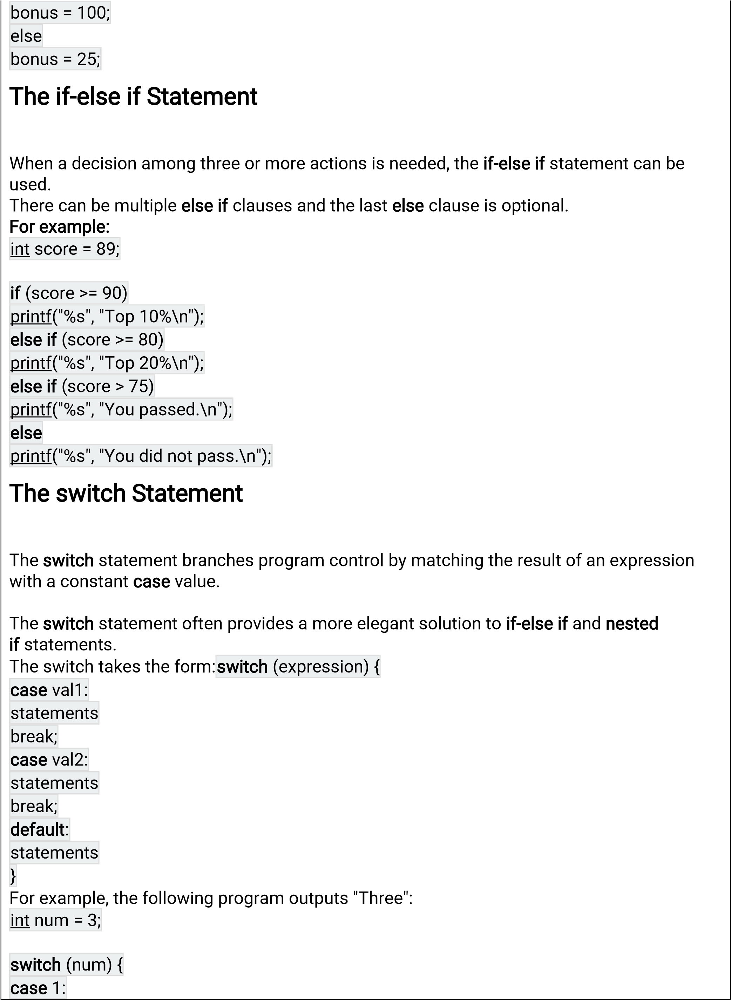 bonus = 100;
else
bonus = 25;
The if-else if Statement
When a decision among three or more actions is needed, the if-else if statement can be
used.
There can be multiple else if clauses and the last else clause is optional.
For example:
int score = 89;
if (score >= 90)
printf("%s", "Top 10%\n");
else if (score >= 80)
printf("%s", "Top 20%\n");
else if (score > 75)
printf("%s", "You passed.\n");
else
printf("%s", "You did not pass.\n");
The switch Statement
The switch statement branches program control by matching the result of an expression
with a constant case value.
The switch statement often provides a more elegant solution to if-else if and nested
if statements.
The switch takes the form:switch (expression) {
case val1:
statements
break;
case val2:
statements
break;
default:
statements
}
For example, the following program outputs "Three":
int num = 3;
switch (num) {
case 1: